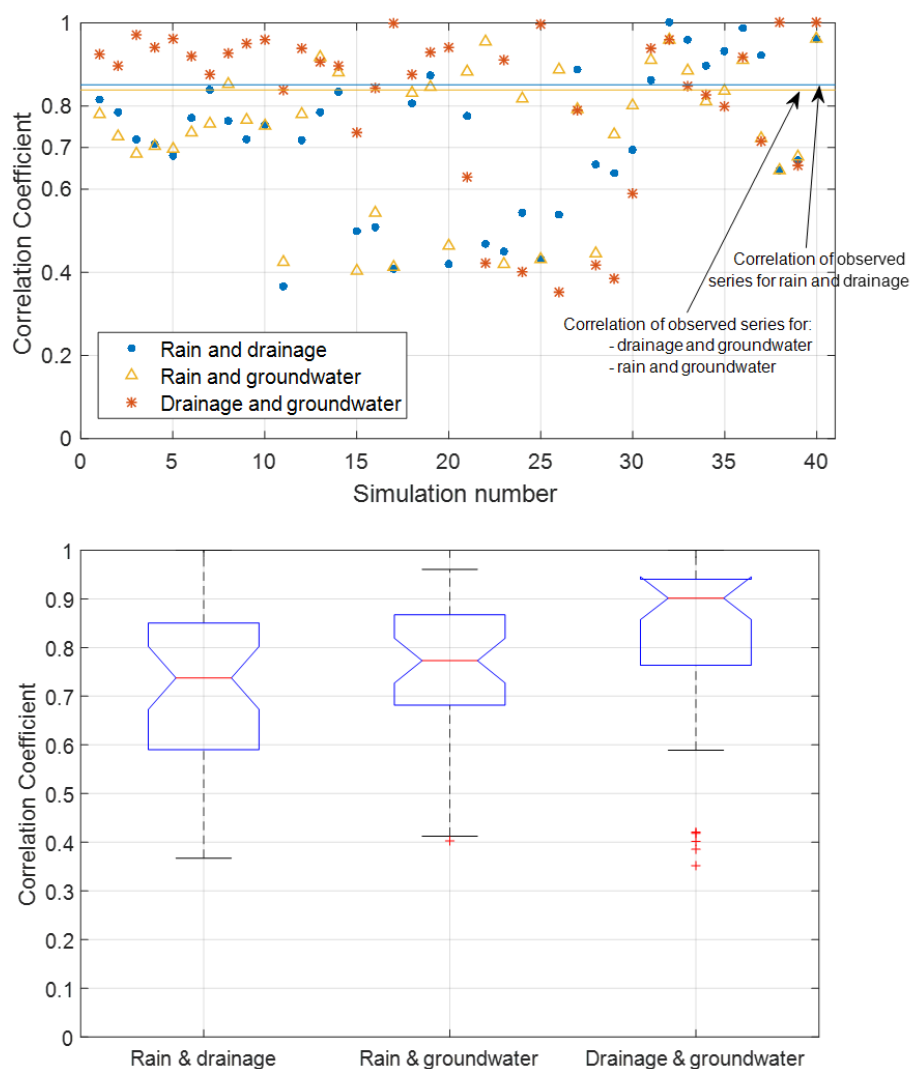 1
0.8
0.6
0.4
0.2
0
Correlation Coefficient
Correlation of observed
series for rain and drainage
Correlation of observed series for:
- drainage and groundwater
- rain and groundwater
Rain and drainage
Rain and groundwater
Drainage and groundwater
0 5 10 15 20 25 30 35 40
Simulation number
1
0.9
0.8
0.7
0.6
0.5
0.4
0.3
0.2
0.1
0
Correlation Coefficient
Rain & drainage Rain & groundwater Drainage & groundwater